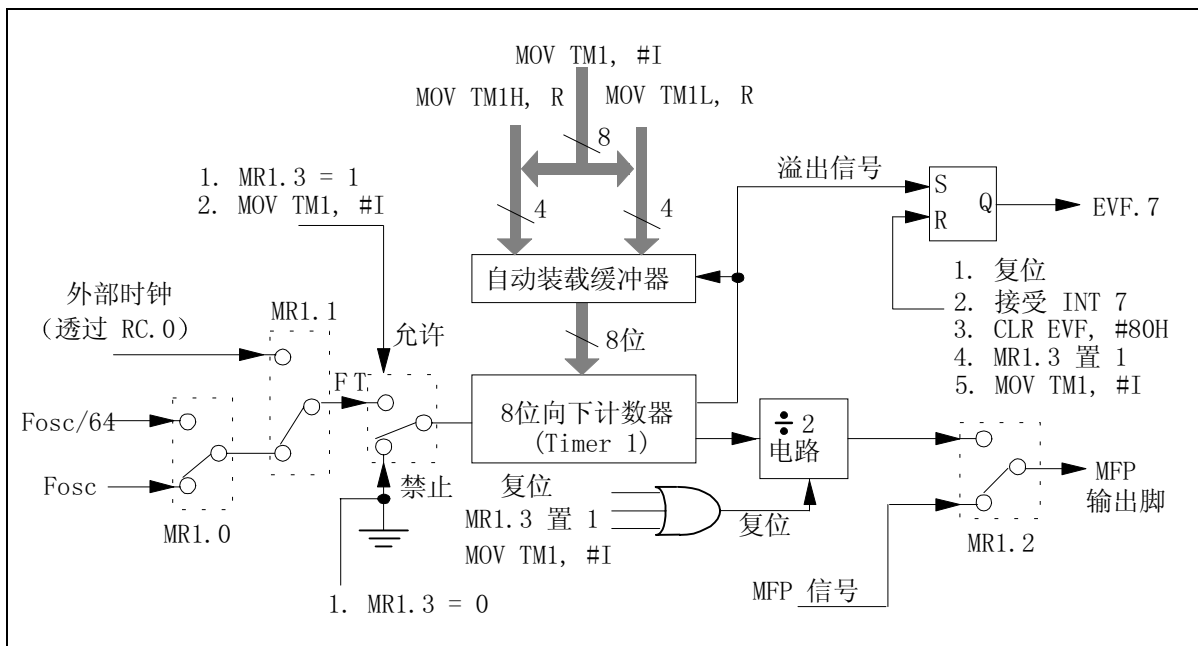 MOV TM1, #I
MOV TM1H, R
MOV TM1L, R
8
1. MR1.3 = 1
2. MOV TM1, #I
4
4
溢出信号
S
Q
R
EVF.7
自动装载缓冲器
1. 复位
2. 接受 INT 7
3. CLR EVF, #80H
4. MR1.3 置 1
5. MOV TM1, #I
外部时钟
(透过 RC.0)
MR1.1
允许
8位
FT
Fosc/64
8位向下计数器
(Timer 1)
÷ 2
电路
Fosc
禁止
MFP
输出脚
MR1.0
复位
MR1.3 置 1
MOV TM1, #I
复位
MR1.2
MFP 信号
1. MR1.3 = 0